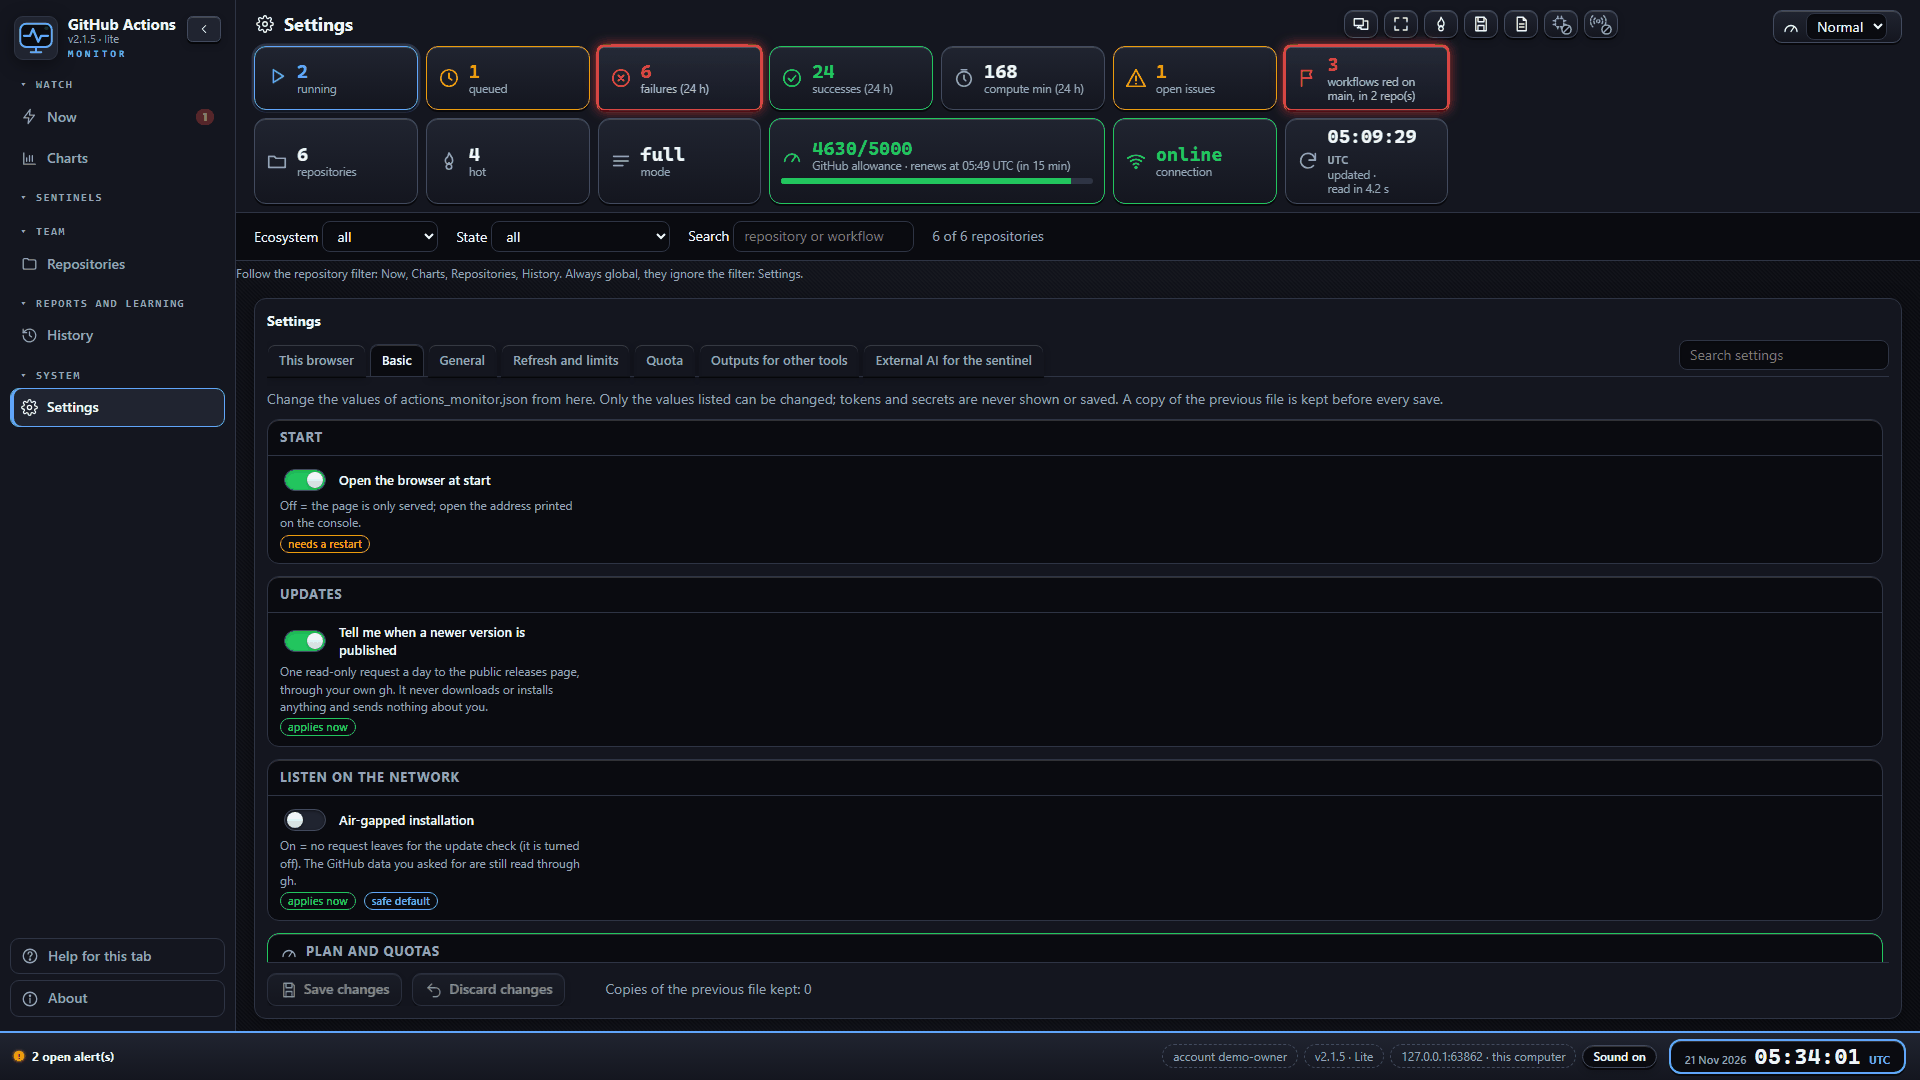 GitHub Actions
v2.1.5 · lite
MONITOR
WATCH
Now
1
Charts
SENTINELS
TEAM
Repositories
REPORTS AND LEARNING
History
SYSTEM
Settings
Help for this tab
About
Settings
Normal
2
running
1
queued
6
failures (24 h)
24
successes (24 h)
168
compute min (24 h)
1
open issues
3
workflows red on
main, in 2 repo(s)
6
repositories
4
hot
full
mode
4630/5000
GitHub allowance · renews at 05:49 UTC (in 15 min)
online
connection
05:09:29
UTC
updated ·
read in 4.2 s
Ecosystem all State all Search repository or workflow 6 of 6 repositories
Follow the repository filter: Now, Charts, Repositories, History. Always global, they ignore the filter: Settings.
Settings
This browser Basic General Refresh and limits Quota Outputs for other tools External AI for the sentinel Search settings
Change the values of actions_monitor.json from here. Only the values listed can be changed; tokens and secrets are never shown or saved. A copy of the previous file is kept before every save.
START
Open the browser at start
Off = the page is only served; open the address printed
on the console.
needs a restart
UPDATES
Tell me when a newer version is
published
One read-only request a day to the public releases page,
through your own gh. It never downloads or installs
anything and sends nothing about you.
applies now
LISTEN ON THE NETWORK
Air-gapped installation
On = no request leaves for the update check (it is turned
off). The GitHub data you asked for are still read through
gh.
applies now safe default
PLAN AND QUOTAS
Save changes Discard changes Copies of the previous file kept: 0
2 open alert(s)
account demo-owner v2.1.5 · Lite 127.0.0.1:63862 · this computer Sound on 21 Nov 2026 05:34:01 UTC